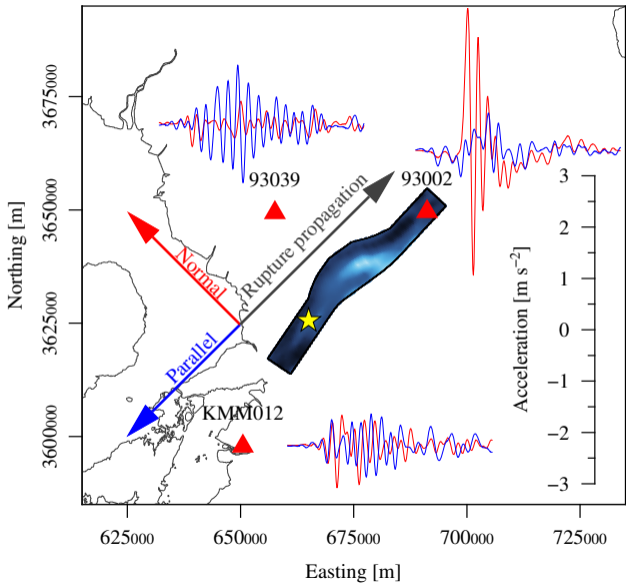 3675000
3650000
3625000
3600000
Northing [m]
93039
93002
Rupture propagation
Normal
Parallel
KMM012
3
2
1
0
−1
−2
−3
Acceleration [m s−2]
625000
650000
675000
700000
725000
Easting [m]